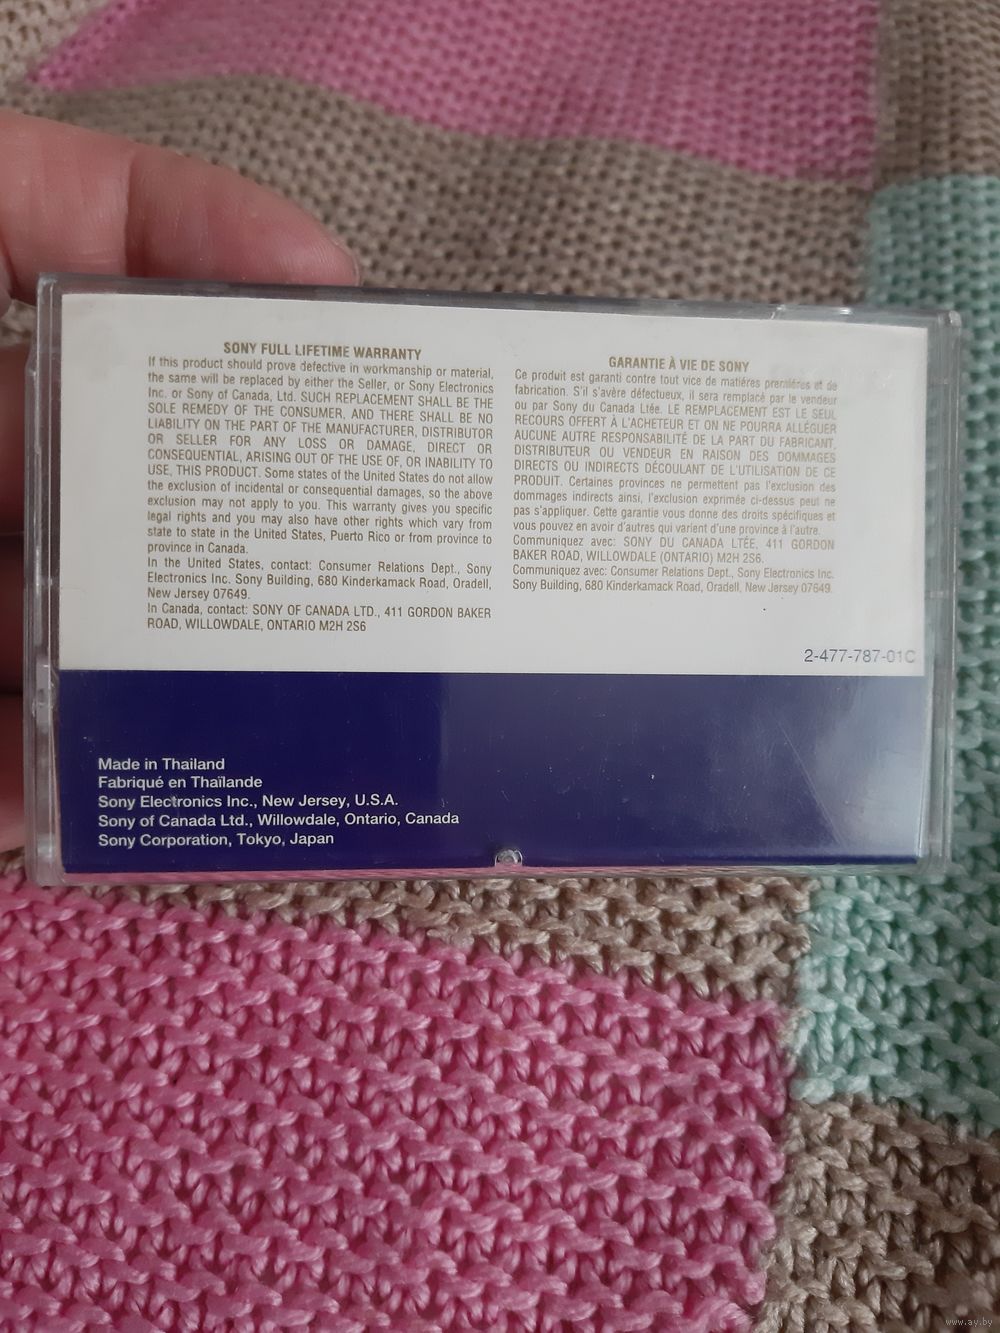 SONY FULL LIFETIME WARRANTY
If this product should prove defective in workmanship or material,
the same will be replaced by either the Seller, or Sony Electronics
Inc. or Sony of Canada, Ltd. SUCH REPLACEMENT SHALL BE THE
SOLE REMEDY OF THE CONSUMER, AND THERE SHALL BE NO
LIABILITY ON THE PART OF THE MANUFACTURER, DISTRIBUTOR
OR SELLER FOR ANY LOSS OR DAMAGE, DIRECT OR
CONSEQUENTIAL, ARISING OUT OF THE USE OF, OR INABILITY TO
USE, THIS PRODUCT. Some states of the United States do not allow
the exclusion of incidental or consequential damages, so the above
exclusion may not apply to you. This warranty gives you specific
legal rights and you may also have other rights which vary from
state to state in the United States, Puerto Rico or from province to
province in Canada.
In the United States, contact: Consumer Relations Dept., Sony
Electronics Inc. Sony Building, 680 Kinderkamack Road, Oradell,
New Jersey 07649.
In Canada, contact: SONY OF CANADA LTD., 411 GORDON BAKER
ROAD, WILLOWDALE, ONTARIO M2H 2S6
GARANTIE À VIE DE SONY
Ce produit est garanti contre tout vice de matières premières et de
fabrication. S'il s'avère défectueux, il sera remplacé par le vendeur
ou par Sony du Canada Ltée. LE REMPLACEMENT EST LE SEUL
RECOURS OFFERT À L'ACHETEUR ET ON NE POURRA ALLÉGUER
AUCUNE AUTRE RESPONSABILITÉ DE LA PART DU FABRICANT,
DISTRIBUTEUR OU VENDEUR EN RAISON DES DOMMAGES
DIRECTS OU INDIRECTS DÉCOULANT DE L'UTILISATION DE CE
PRODUIT. Certaines provinces ne permettent pas l'exclusion des
dommages indirects ainsi, l'exclusion exprimée ci-dessus peut ne
pas s'appliquer. Cette garantie vous donne des droits spécifiques et
vous pouvez en avoir d'autres qui varient d'une province à l'autre.
Communiquez avec: SONY DU CANADA LTÉE, 411 GORDON
BAKER ROAD, WILLOWDALE (ONTARIO) M2H 2S6.
Communiquez avec: Consumer Relations Dept., Sony Electronics Inc.
Sony Building, 680 Kinderkamack Road, Oradell, New Jersey 07649.
2-477-787-01C
Made in Thailand
Fabriqué en Thaïlande
Sony Electronics Inc., New Jersey, U.S.A.
Sony of Canada Ltd., Willowdale, Ontario, Canada
Sony Corporation, Tokyo, Japan
www.ay.by